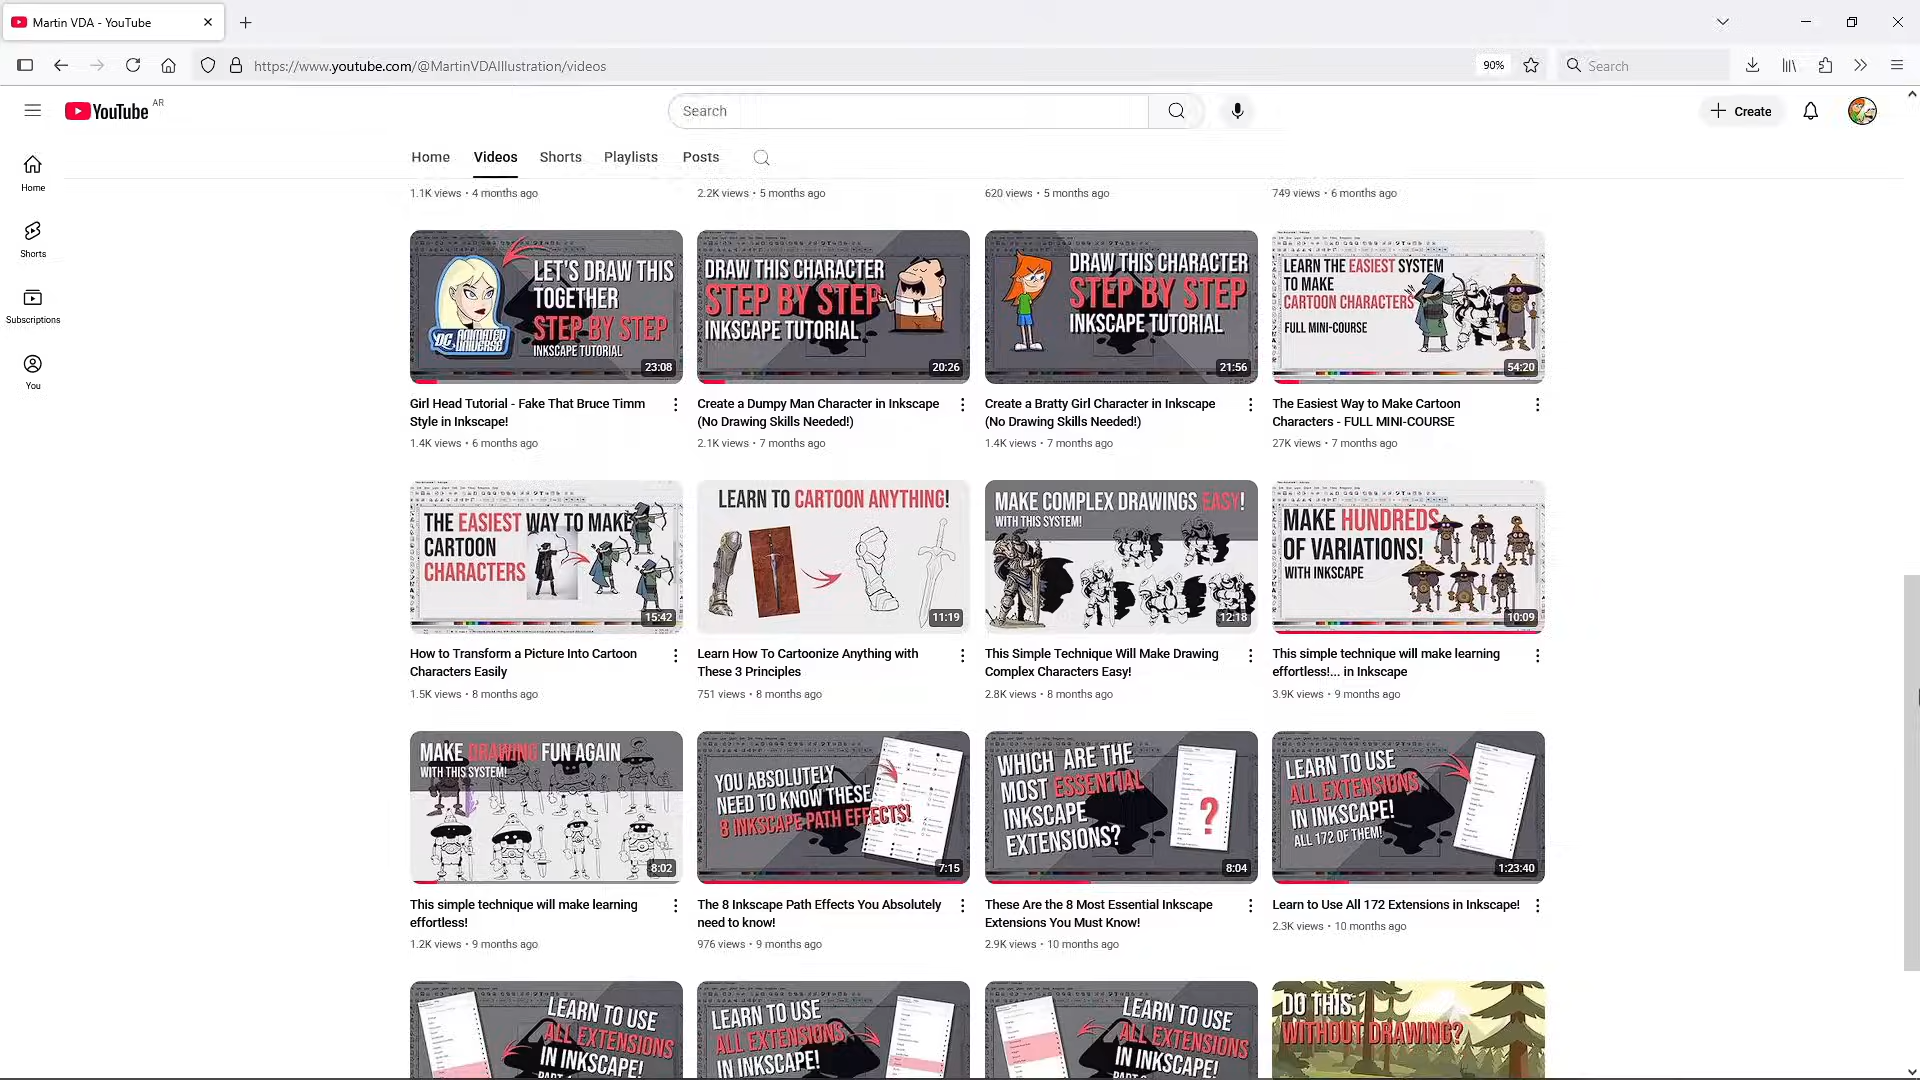 Martin VDA - YouTube
https://www.youtube.com/@MartinVDAIllustration/videos
90%
Search
YouTube AR
Search
Create
Home
Shorts
Subscriptions
You
Home Videos Shorts Playlists Posts
1.1K views • 4 months ago
2.2K views • 5 months ago
620 views • 5 months ago
749 views • 6 months ago
LET'S DRAW THIS
TOGETHER
STEP BY STEP
INKSCAPE TUTORIAL
DC ANIMATED
UNIVERSE
23:08
Girl Head Tutorial - Fake That Bruce Timm
Style in Inkscape!
1.4K views • 6 months ago
DRAW THIS CHARACTER
STEP BY STEP
INKSCAPE TUTORIAL
20:26
Create a Dumpy Man Character in Inkscape
(No Drawing Skills Needed!)
2.1K views • 7 months ago
DRAW THIS CHARACTER
STEP BY STEP
INKSCAPE TUTORIAL
21:56
Create a Bratty Girl Character in Inkscape
(No Drawing Skills Needed!)
1.4K views • 7 months ago
LEARN THE EASIEST SYSTEM
TO MAKE
CARTOON CHARACTERS
FULL MINI-COURSE
54:20
The Easiest Way to Make Cartoon
Characters - FULL MINI-COURSE
27K views • 7 months ago
THE EASIEST WAY TO MAKE
CARTOON
CHARACTERS
15:42
How to Transform a Picture Into Cartoon
Characters Easily
1.5K views • 8 months ago
LEARN TO CARTOON ANYTHING!
11:19
Learn How To Cartoonize Anything with
These 3 Principles
751 views • 8 months ago
MAKE COMPLEX DRAWINGS EASY!
WITH THIS SYSTEM!
12:18
This Simple Technique Will Make Drawing
Complex Characters Easy!
2.8K views • 8 months ago
MAKE HUNDREDS
OF VARIATIONS!
WITH INKSCAPE
10:09
This simple technique will make learning
effortless!... in Inkscape
3.9K views • 9 months ago
MAKE DRAWING FUN AGAIN
WITH THIS SYSTEM!
8:02
This simple technique will make learning
effortless!
1.2K views • 9 months ago
YOU ABSOLUTELY
NEED TO KNOW THESE
8 INKSCAPE PATH EFFECTS!
7:15
The 8 Inkscape Path Effects You Absolutely
need to know!
976 views • 9 months ago
WHICH ARE THE
MOST ESSENTIAL
INKSCAPE
EXTENSIONS?
?
8:04
These Are the 8 Most Essential Inkscape
Extensions You Must Know!
2.9K views • 10 months ago
LEARN TO USE
ALL EXTENSIONS
IN INKSCAPE!
ALL 172 OF THEM!
1:23:40
Learn to Use All 172 Extensions in Inkscape!
2.3K views • 10 months ago
LEARN TO USE
ALL EXTENSIONS
IN INKSCAPE!
LEARN TO USE
ALL EXTENSIONS
IN INKSCAPE!
LEARN TO USE
ALL EXTENSIONS
IN INKSCAPE!
DO THIS
WITHOUT DRAWING?